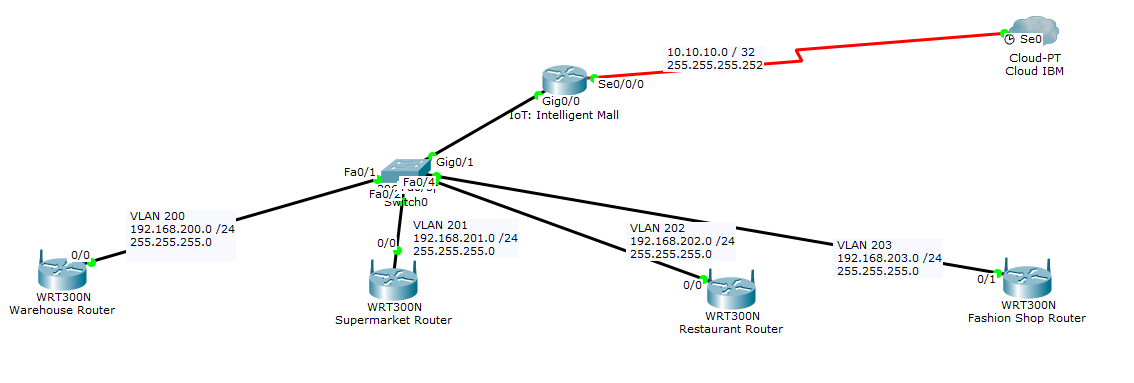 10.10.10.0 / 32
255.255.255.252
Se0
Cloud-PT
Cloud IBM
Se0/0/0
Gig0/0
IoT: Intelligent Mall
Gig0/1
Fa0/1
Fa0/4
Fa0/2
Switch0
VLAN 200
192.168.200.0 /24
255.255.255.0
0/0
WRT300N
Warehouse Router
VLAN 201
192.168.201.0 /24
255.255.255.0
0/0
WRT300N
Supermarket Router
VLAN 202
192.168.202.0 /24
255.255.255.0
0/0
WRT300N
Restaurant Router
VLAN 203
192.168.203.0 /24
255.255.255.0
0/1
WRT300N
Fashion Shop Router